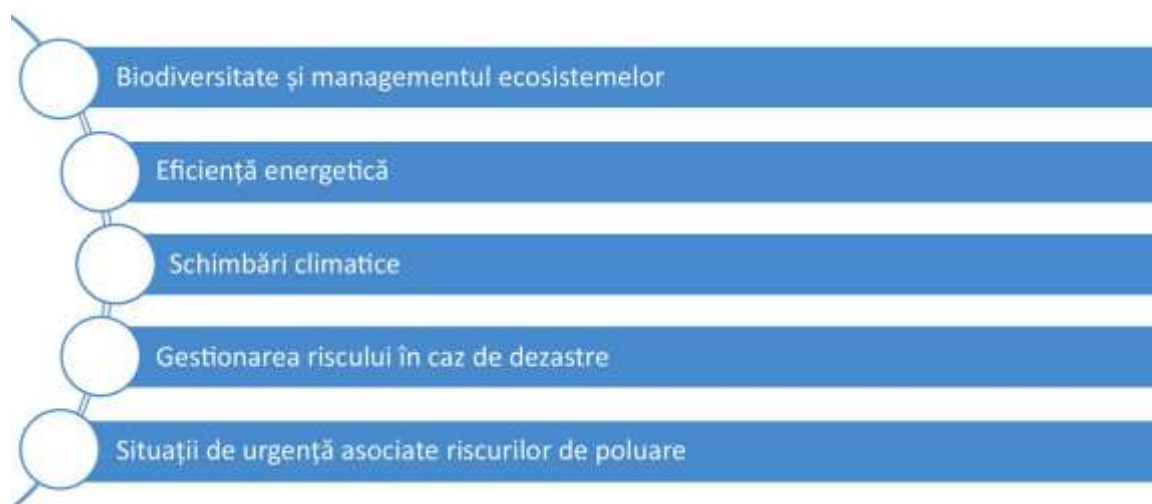 Biodiversitate și managementul ecosistemelor
Eficiență energetică
Schimbări climatice
Gestionarea riscului în caz de dezastre
Situații de urgență asociate riscurilor de poluare